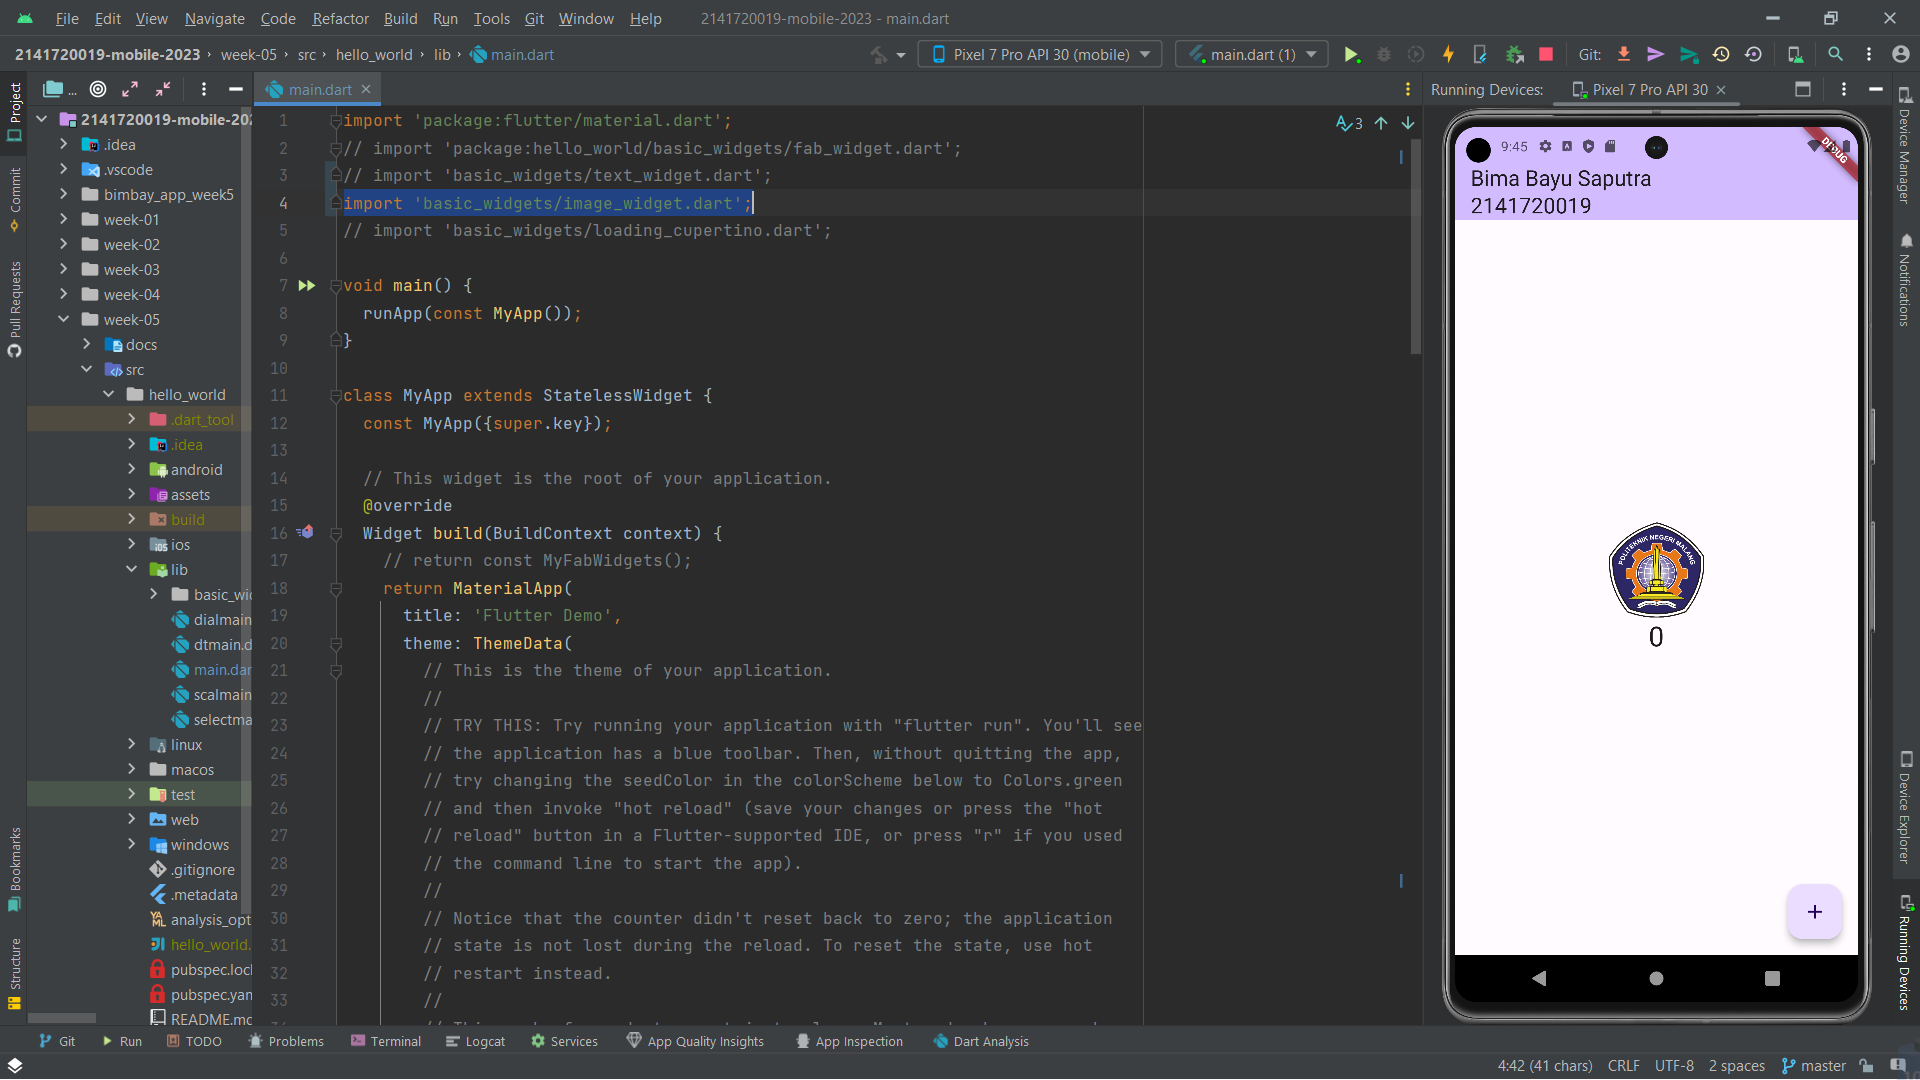 File Edit View Navigate Code Refactor Build Run Tools Git Window Help 2141720019-mobile-2023 - main.dart
2141720019-mobile-2023 week-05 src hello_world lib main.dart Pixel 7 Pro API 30 (mobile) main.dart (1) Git:
... main.dart Running Devices: Pixel 7 Pro API 30
Project
Commit
Pull Requests
Bookmarks
Structure
2141720019-mobile-202
.idea
.vscode
bimbay_app_week5
week-01
week-02
week-03
week-04
week-05
docs
src
hello_world
.dart_tool
.idea
android
assets
build
ios
lib
basic_wid
dialmain
dtmain.d
main.dar
scalmain
selectma
linux
macos
test
web
windows
.gitignore
.metadata
analysis_opt
hello_world.
pubspec.locl
pubspec.yan
README.mc
3
1 import 'package:flutter/material.dart';
2 // import 'package:hello_world/basic_widgets/fab_widget.dart';
3 // import 'basic_widgets/text_widget.dart';
4 import 'basic_widgets/image_widget.dart';
5 // import 'basic_widgets/loading_cupertino.dart';
6
7 void main() {
8 runApp(const MyApp());
9 }
10
11 class MyApp extends StatelessWidget {
12 const MyApp({super.key});
13
14 // This widget is the root of your application.
15 @override
16 Widget build(BuildContext context) {
17 // return const MyFabWidgets();
18 return MaterialApp(
19 title: 'Flutter Demo',
20 theme: ThemeData(
21 // This is the theme of your application.
22 //
23 // TRY THIS: Try running your application with "flutter run". You'll see
24 // the application has a blue toolbar. Then, without quitting the app,
25 // try changing the seedColor in the colorScheme below to Colors.green
26 // and then invoke "hot reload" (save your changes or press the "hot
27 // reload" button in a Flutter-supported IDE, or press "r" if you used
28 // the command line to start the app).
29 //
30 // Notice that the counter didn't reset back to zero; the application
31 // state is not lost during the reload. To reset the state, use hot
32 // restart instead.
33 //
9:45
DEBUG
Bima Bayu Saputra
2141720019
POLITEKNIK NEGERI MALANG
0
+
Device Manager
Notifications
Device Explorer
Running Devices
Git Run TODO Problems Terminal Logcat Services App Quality Insights App Inspection Dart Analysis
4:42 (41 chars) CRLF UTF-8 2 spaces master